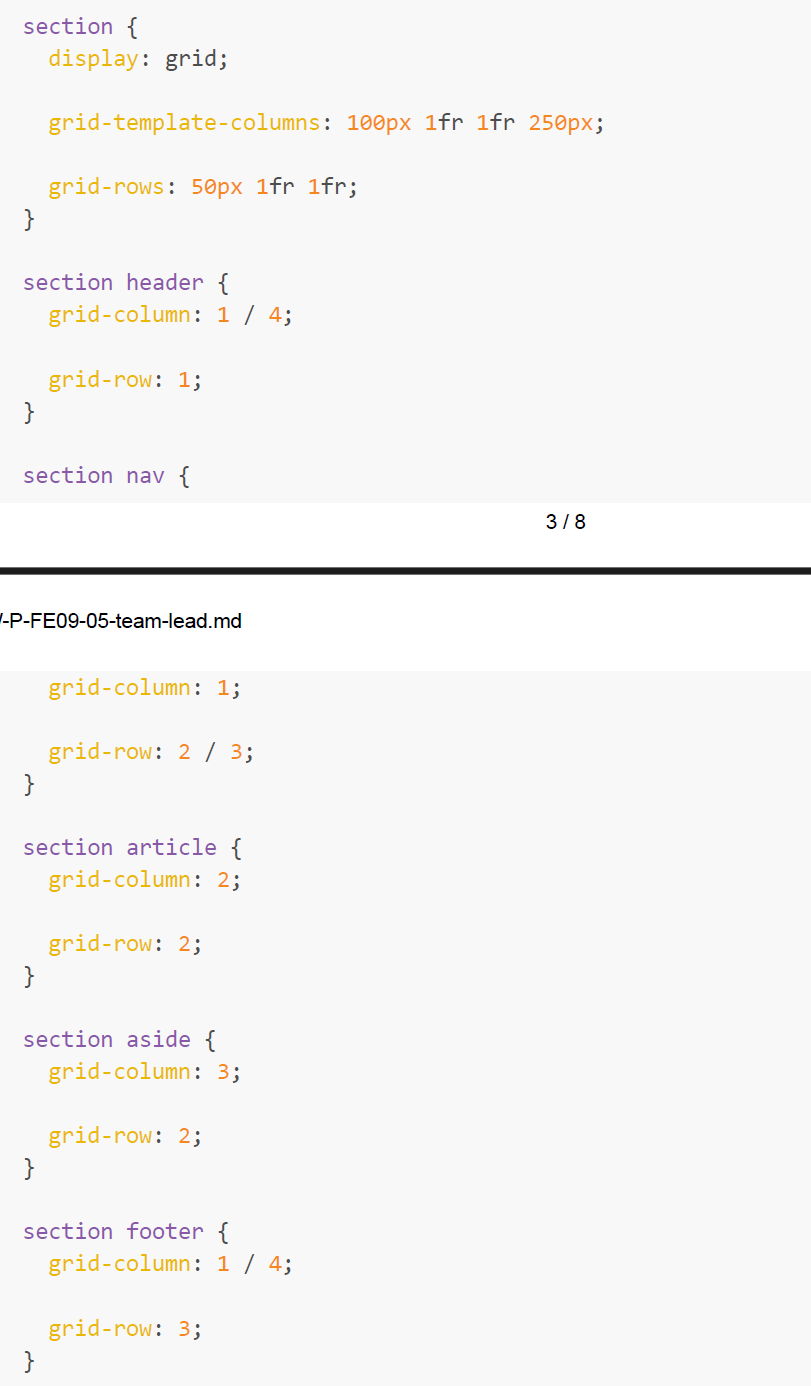 section {
  display: grid;
  grid-template-columns: 100px 1fr 1fr 250px;
  grid-rows: 50px 1fr 1fr;
}
section header {
  grid-column: 1 / 4;
  grid-row: 1;
}
section nav {
3 / 8
-P-FE09-05-team-lead.md
  grid-column: 1;
  grid-row: 2 / 3;
}
section article {
  grid-column: 2;
  grid-row: 2;
}
section aside {
  grid-column: 3;
  grid-row: 2;
}
section footer {
  grid-column: 1 / 4;
  grid-row: 3;
}